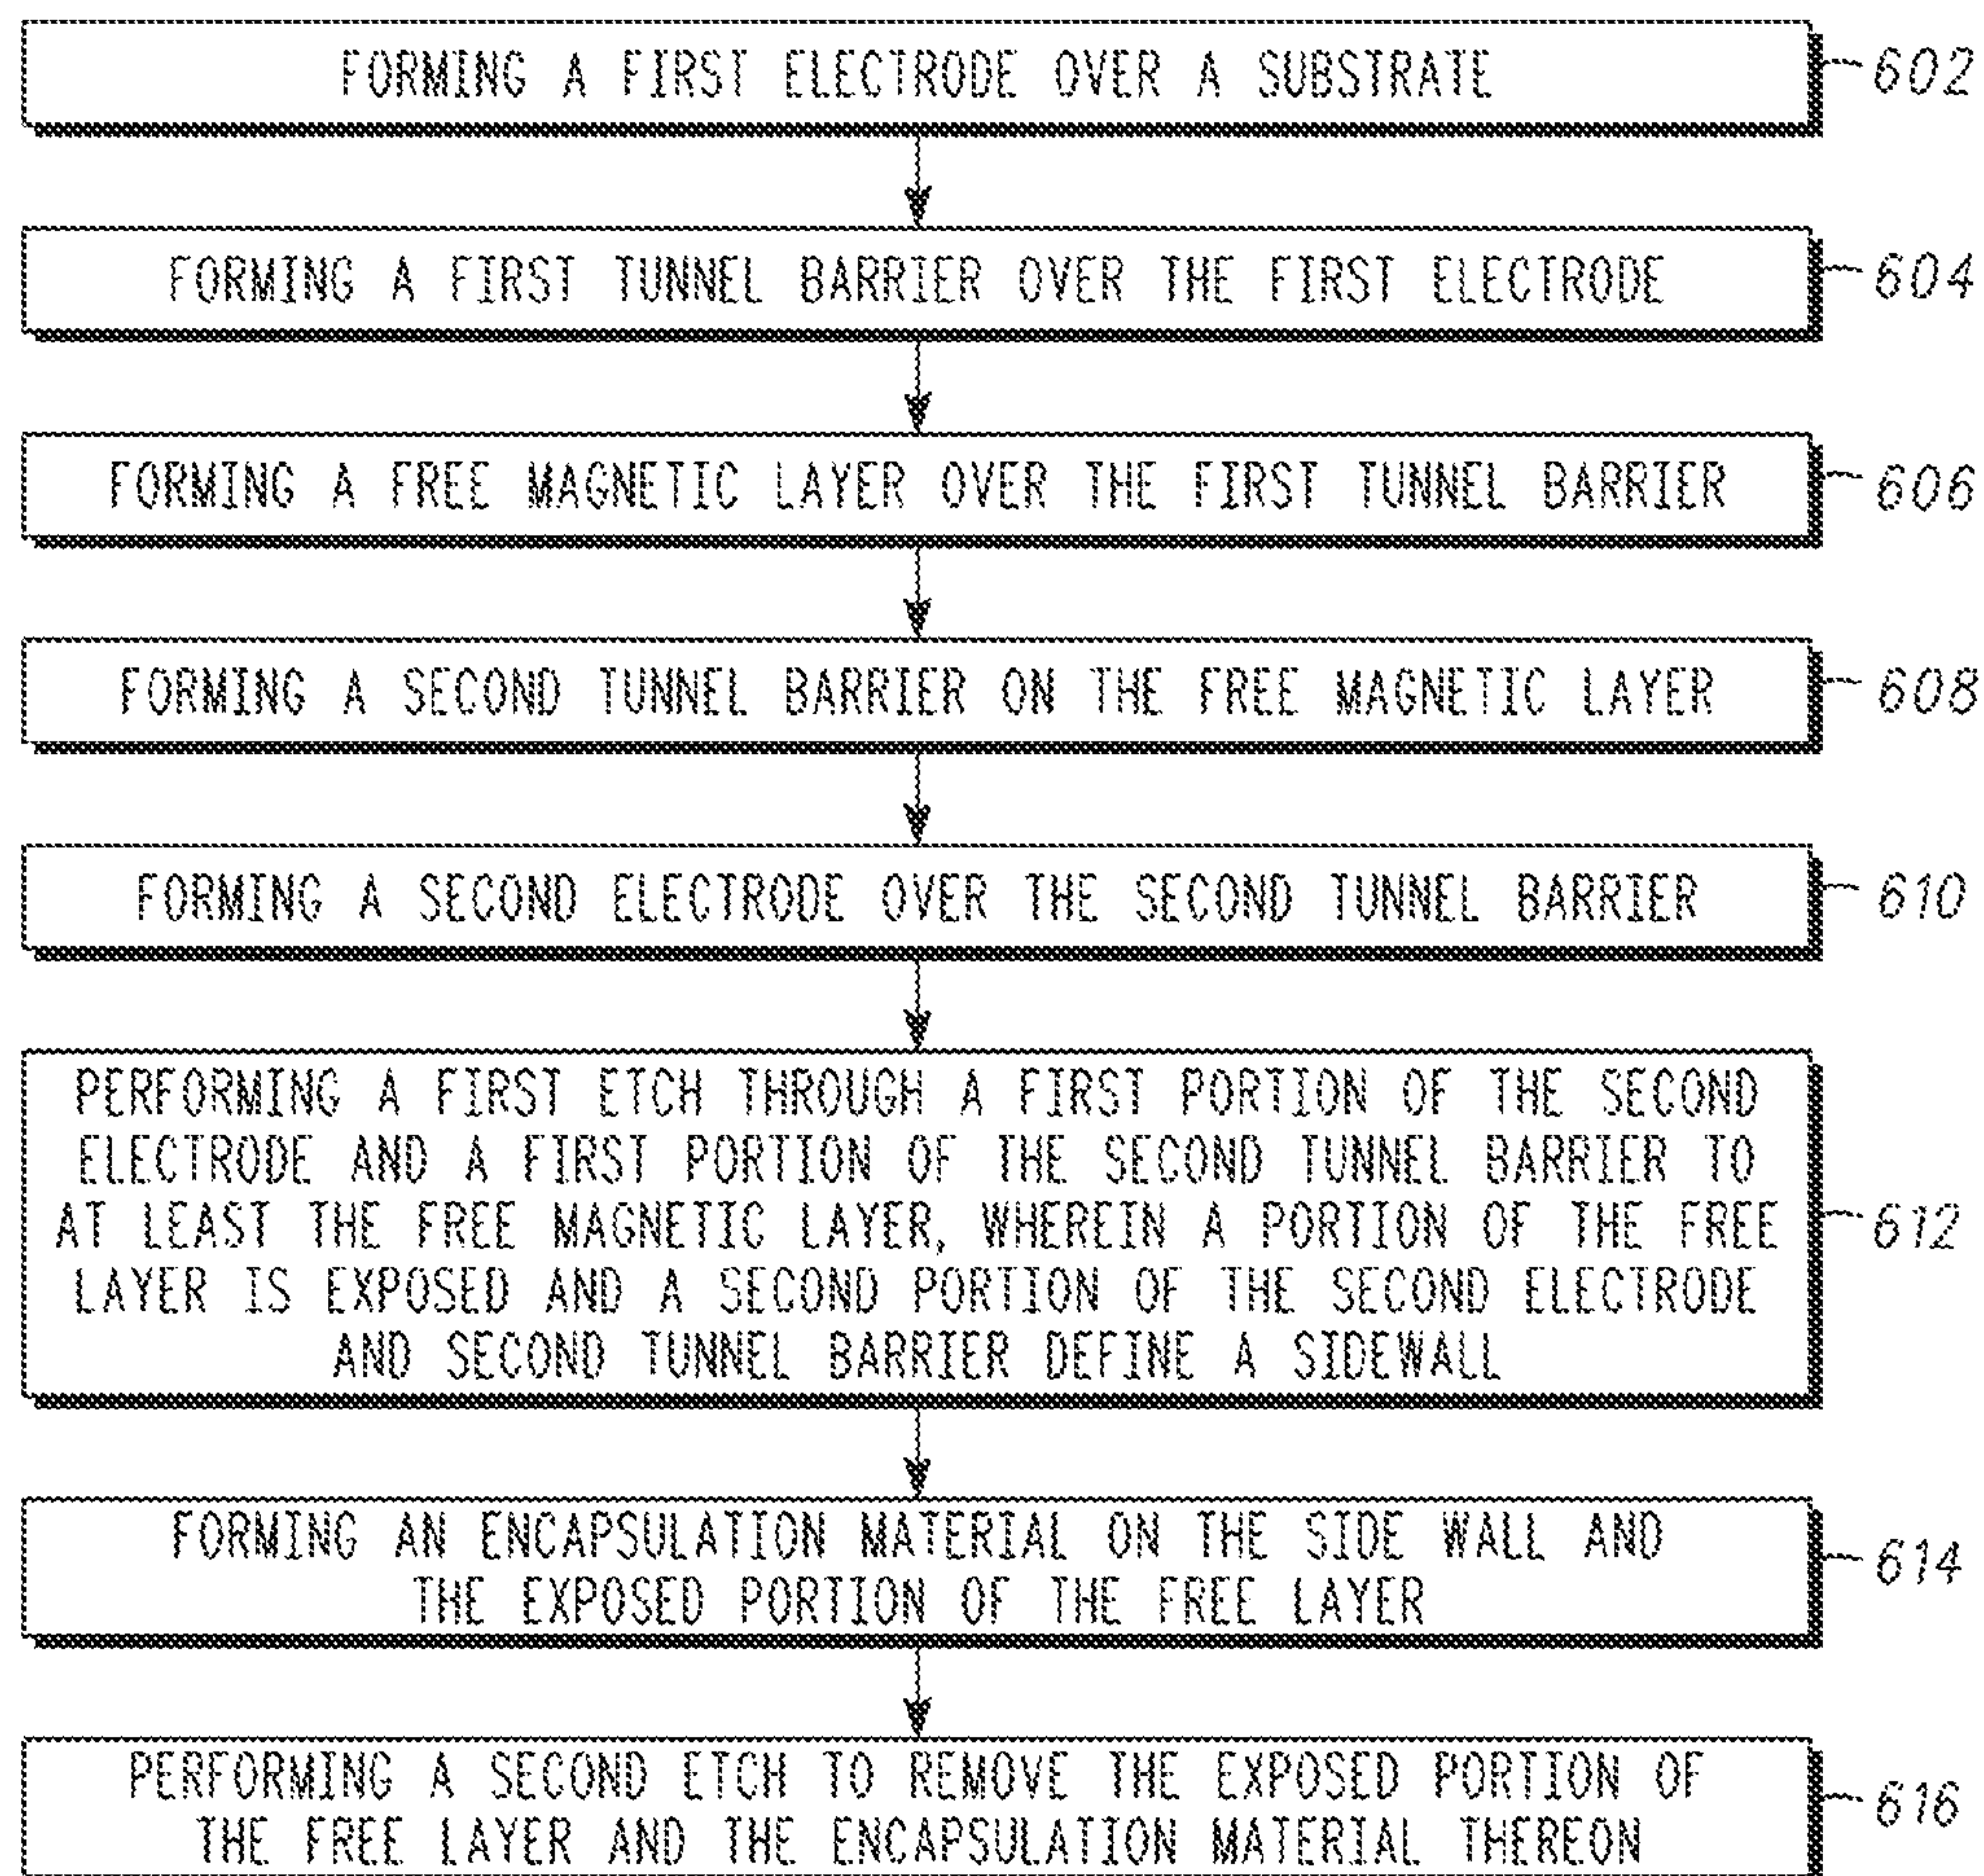 FORMING A FIRST ELECTRODE OVER A SUBSTRATE
602
FORMING A FIRST TUNNEL BARRIER OVER THE FIRST ELECTRODE
604
FORMING A FREE MAGNETIC LAYER OVER THE FIRST TUNNEL BARRIER
606
FORMING A SECOND TUNNEL BARRIER ON THE FREE MAGNETIC LAYER
608
FORMING A SECOND ELECTRODE OVER THE SECOND TUNNEL BARRIER
610
PERFORMING A FIRST ETCH THROUGH A FIRST PORTION OF THE SECOND
ELECTRODE AND A FIRST PORTION OF THE SECOND TUNNEL BARRIER TO
AT LEAST THE FREE MAGNETIC LAYER, WHEREIN A PORTION OF THE FREE
LAYER IS EXPOSED AND A SECOND PORTION OF THE SECOND ELECTRODE
AND SECOND TUNNEL BARRIER DEFINE A SIDEWALL
612
FORMING AN ENCAPSULATION MATERIAL ON THE SIDE WALL AND
THE EXPOSED PORTION OF THE FREE LAYER
614
PERFORMING A SECOND ETCH TO REMOVE THE EXPOSED PORTION OF
THE FREE LAYER AND THE ENCAPSULATION MATERIAL THEREON
616